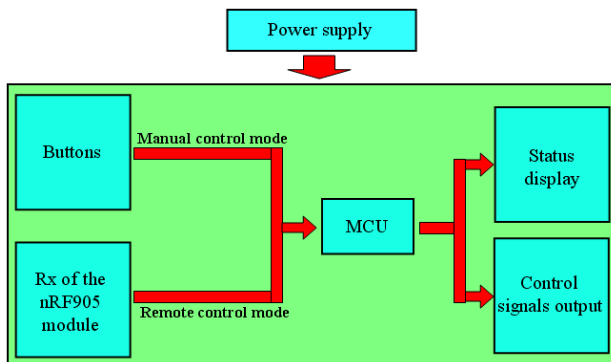 Power supply
Buttons
Manual control mode
MCU
Status
display
Rx of the
nRF905
module
Remote control mode
Control
signals output